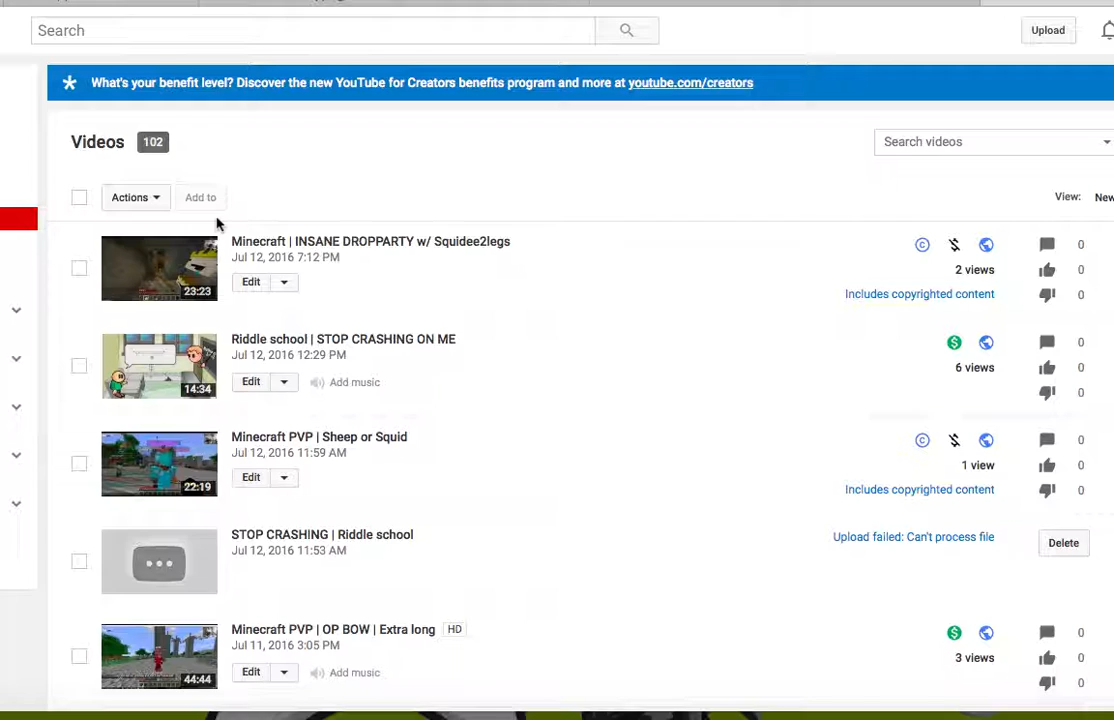 Search
Upload
What's your benefit level? Discover the new YouTube for Creators benefits program and more at youtube.com/creators
Videos 102
Search videos
Actions Add to View: New
Minecraft | INSANE DROPPARTY w/ Squidee2legs
Jul 12, 2016 7:12 PM
23:23
Edit
0
2 views 0
Includes copyrighted content 0
Riddle school | STOP CRASHING ON ME
Jul 12, 2016 12:29 PM
14:34
Edit Add music
$ 0
6 views 0
0
Minecraft PVP | Sheep or Squid
Jul 12, 2016 11:59 AM
22:19
Edit
0
1 view 0
Includes copyrighted content 0
STOP CRASHING | Riddle school
Jul 12, 2016 11:53 AM
Upload failed: Can't process file Delete
Minecraft PVP | OP BOW | Extra long HD
Jul 11, 2016 3:05 PM
44:44
Edit Add music
$ 0
3 views 0
0